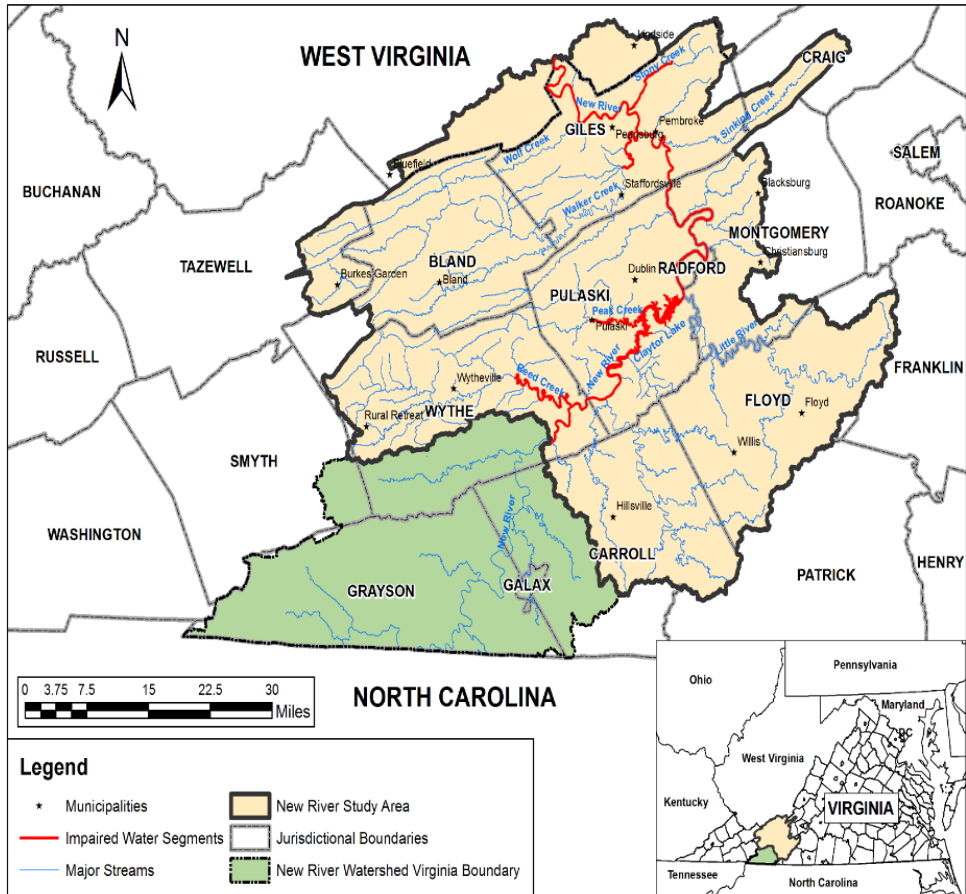 N
WEST VIRGINIA
Lindside
CRAIG
Stony Creek
New River
GILES
Pembroke
Pearisburg
Sinking Creek
SALEM
Wolf Creek
Bluefield
BUCHANAN
Staffordsville
Blacksburg
ROANOKE
Walker Creek
MONTGOMERY
Christiansburg
TAZEWELL
BLAND
Burkes Garden
Bland
Dublin
RADFORD
PULASKI
Peak Creek
Pulaski
Claytor Lake
Little River
RUSSELL
FRANKLIN
New River
Reed Creek
Wytheville
WYTHE
Rural Retreat
FLOYD
Floyd
Willis
SMYTH
WASHINGTON
New River
Hillsville
CARROLL
GRAYSON
GALAX
PATRICK
HENRY
0 3.75 7.5 15 22.5 30
Miles
NORTH CAROLINA
Legend
Municipalities
Impaired Water Segments
Major Streams
New River Study Area
Jurisdictional Boundaries
New River Watershed Virginia Boundary
Pennsylvania
Ohio
Maryland
DC
West Virginia
Kentucky
VIRGINIA
Tennessee
North Carolina